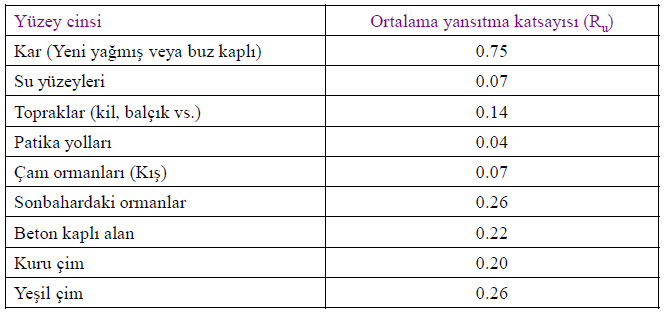 Yüzey cinsi Ortalama yansıtma katsayısı (Ru)
Kar (Yeni yağmış veya buz kaplı) 0.75
Su yüzeyleri 0.07
Topraklar (kil, balçık vs.) 0.14
Patika yolları 0.04
Çam ormanları (Kış) 0.07
Sonbahardaki ormanlar 0.26
Beton kaplı alan 0.22
Kuru çim 0.20
Yeşil çim 0.26